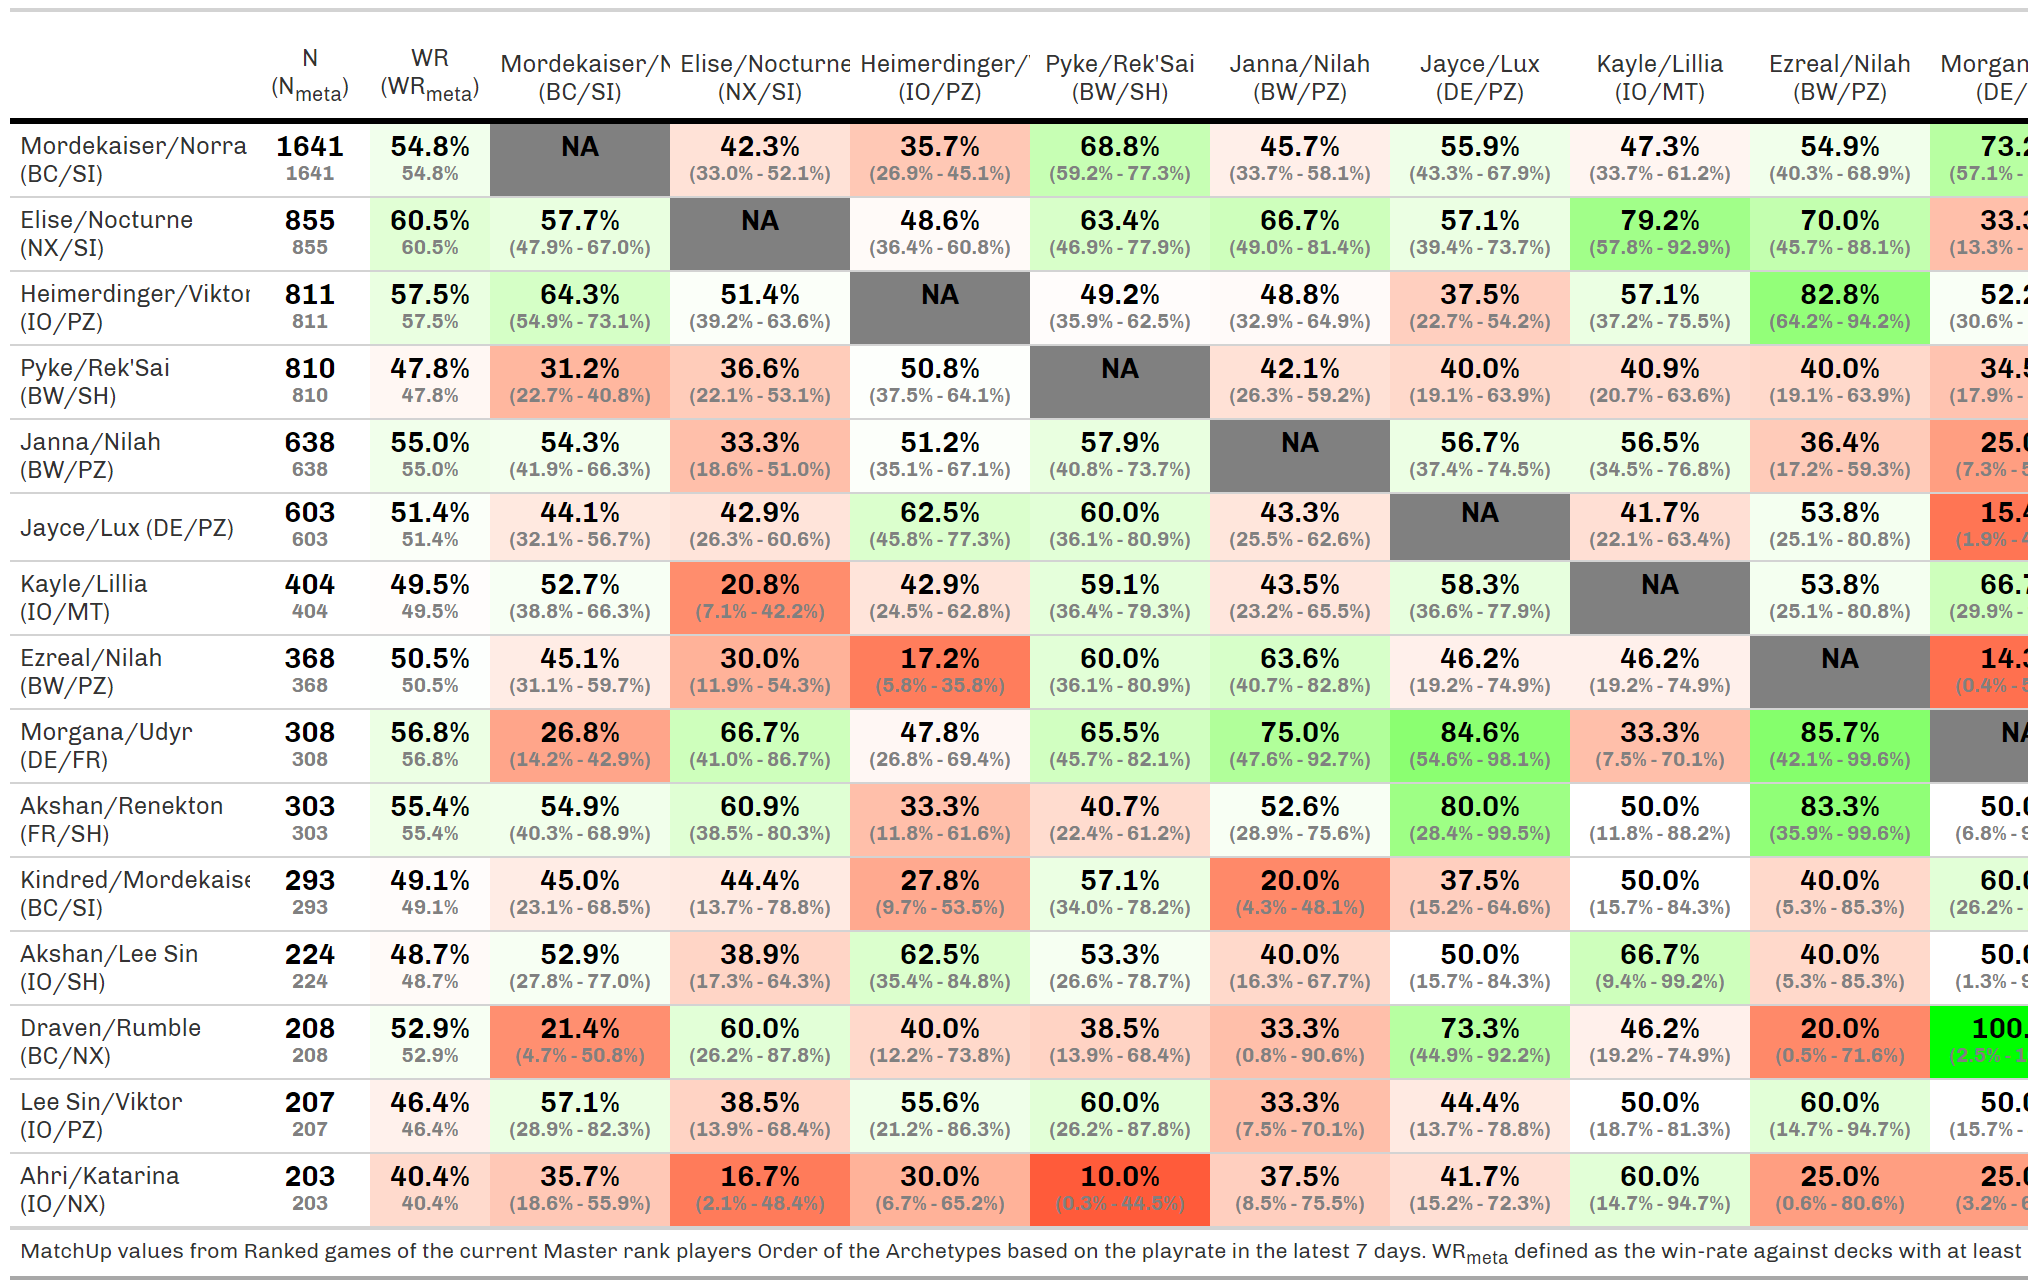 N WR Mordekaiser/N Elise/Nocturne Heimerdinger/ Pyke/Rek'Sai Janna/Nilah Jayce/Lux Kayle/Lillia Ezreal/Nilah Morgan
(Nmeta) (WRmeta) (BC/SI) (NX/SI) (IO/PZ) (BW/SH) (BW/PZ) (DE/PZ) (IO/MT) (BW/PZ) (DE/
Mordekaiser/Norra 1641 54.8% NA 42.3% 35.7% 68.8% 45.7% 55.9% 47.3% 54.9% 73.2
(BC/SI) 1641 54.8% (33.0% - 52.1%) (26.9% - 45.1%) (59.2% - 77.3%) (33.7% - 58.1%) (43.3% - 67.9%) (33.7% - 61.2%) (40.3% - 68.9%) (57.1% -
Elise/Nocturne 855 60.5% 57.7% NA 48.6% 63.4% 66.7% 57.1% 79.2% 70.0% 33.3
(NX/SI) 855 60.5% (47.9% - 67.0%) (36.4% - 60.8%) (46.9% - 77.9%) (49.0% - 81.4%) (39.4% - 73.7%) (57.8% - 92.9%) (45.7% - 88.1%) (13.3% -
Heimerdinger/Viktor 811 57.5% 64.3% 51.4% NA 49.2% 48.8% 37.5% 57.1% 82.8% 52.2
(IO/PZ) 811 57.5% (54.9% - 73.1%) (39.2% - 63.6%) (35.9% - 62.5%) (32.9% - 64.9%) (22.7% - 54.2%) (37.2% - 75.5%) (64.2% - 94.2%) (30.6% -
Pyke/Rek'Sai 810 47.8% 31.2% 36.6% 50.8% NA 42.1% 40.0% 40.9% 40.0% 34.5
(BW/SH) 810 47.8% (22.7% - 40.8%) (22.1% - 53.1%) (37.5% - 64.1%) (26.3% - 59.2%) (19.1% - 63.9%) (20.7% - 63.6%) (19.1% - 63.9%) (17.9% -
Janna/Nilah 638 55.0% 54.3% 33.3% 51.2% 57.9% NA 56.7% 56.5% 36.4% 25.0
(BW/PZ) 638 55.0% (41.9% - 66.3%) (18.6% - 51.0%) (35.1% - 67.1%) (40.8% - 73.7%) (37.4% - 74.5%) (34.5% - 76.8%) (17.2% - 59.3%) (7.3% - 5
Jayce/Lux (DE/PZ) 603 51.4% 44.1% 42.9% 62.5% 60.0% 43.3% NA 41.7% 53.8% 15.4
603 51.4% (32.1% - 56.7%) (26.3% - 60.6%) (45.8% - 77.3%) (36.1% - 80.9%) (25.5% - 62.6%) (22.1% - 63.4%) (25.1% - 80.8%) (1.9% - 4
Kayle/Lillia 404 49.5% 52.7% 20.8% 42.9% 59.1% 43.5% 58.3% NA 53.8% 66.7
(IO/MT) 404 49.5% (38.8% - 66.3%) (7.1% - 42.2%) (24.5% - 62.8%) (36.4% - 79.3%) (23.2% - 65.5%) (36.6% - 77.9%) (25.1% - 80.8%) (29.9% -
Ezreal/Nilah 368 50.5% 45.1% 30.0% 17.2% 60.0% 63.6% 46.2% 46.2% NA 14.3
(BW/PZ) 368 50.5% (31.1% - 59.7%) (11.9% - 54.3%) (5.8% - 35.8%) (36.1% - 80.9%) (40.7% - 82.8%) (19.2% - 74.9%) (19.2% - 74.9%) (0.4% - 5
Morgana/Udyr 308 56.8% 26.8% 66.7% 47.8% 65.5% 75.0% 84.6% 33.3% 85.7% NA
(DE/FR) 308 56.8% (14.2% - 42.9%) (41.0% - 86.7%) (26.8% - 69.4%) (45.7% - 82.1%) (47.6% - 92.7%) (54.6% - 98.1%) (7.5% - 70.1%) (42.1% - 99.6%)
Akshan/Renekton 303 55.4% 54.9% 60.9% 33.3% 40.7% 52.6% 80.0% 50.0% 83.3% 50.0
(FR/SH) 303 55.4% (40.3% - 68.9%) (38.5% - 80.3%) (11.8% - 61.6%) (22.4% - 61.2%) (28.9% - 75.6%) (28.4% - 99.5%) (11.8% - 88.2%) (35.9% - 99.6%) (6.8% - 9
Kindred/Mordekaise 293 49.1% 45.0% 44.4% 27.8% 57.1% 20.0% 37.5% 50.0% 40.0% 60.0
(BC/SI) 293 49.1% (23.1% - 68.5%) (13.7% - 78.8%) (9.7% - 53.5%) (34.0% - 78.2%) (4.3% - 48.1%) (15.2% - 64.6%) (15.7% - 84.3%) (5.3% - 85.3%) (26.2% -
Akshan/Lee Sin 224 48.7% 52.9% 38.9% 62.5% 53.3% 40.0% 50.0% 66.7% 40.0% 50.0
(IO/SH) 224 48.7% (27.8% - 77.0%) (17.3% - 64.3%) (35.4% - 84.8%) (26.6% - 78.7%) (16.3% - 67.7%) (15.7% - 84.3%) (9.4% - 99.2%) (5.3% - 85.3%) (1.3% - 9
Draven/Rumble 208 52.9% 21.4% 60.0% 40.0% 38.5% 33.3% 73.3% 46.2% 20.0% 100.
(BC/NX) 208 52.9% (4.7% - 50.8%) (26.2% - 87.8%) (12.2% - 73.8%) (13.9% - 68.4%) (0.8% - 90.6%) (44.9% - 92.2%) (19.2% - 74.9%) (0.5% - 71.6%) (2.5% - 1
Lee Sin/Viktor 207 46.4% 57.1% 38.5% 55.6% 60.0% 33.3% 44.4% 50.0% 60.0% 50.0
(IO/PZ) 207 46.4% (28.9% - 82.3%) (13.9% - 68.4%) (21.2% - 86.3%) (26.2% - 87.8%) (7.5% - 70.1%) (13.7% - 78.8%) (18.7% - 81.3%) (14.7% - 94.7%) (15.7% -
Ahri/Katarina 203 40.4% 35.7% 16.7% 30.0% 10.0% 37.5% 41.7% 60.0% 25.0% 25.0
(IO/NX) 203 40.4% (18.6% - 55.9%) (2.1% - 48.4%) (6.7% - 65.2%) (0.3% - 44.5%) (8.5% - 75.5%) (15.2% - 72.3%) (14.7% - 94.7%) (0.6% - 80.6%) (3.2% - 6
MatchUp values from Ranked games of the current Master rank players Order of the Archetypes based on the playrate in the latest 7 days. WRmeta defined as the win-rate against decks with at least